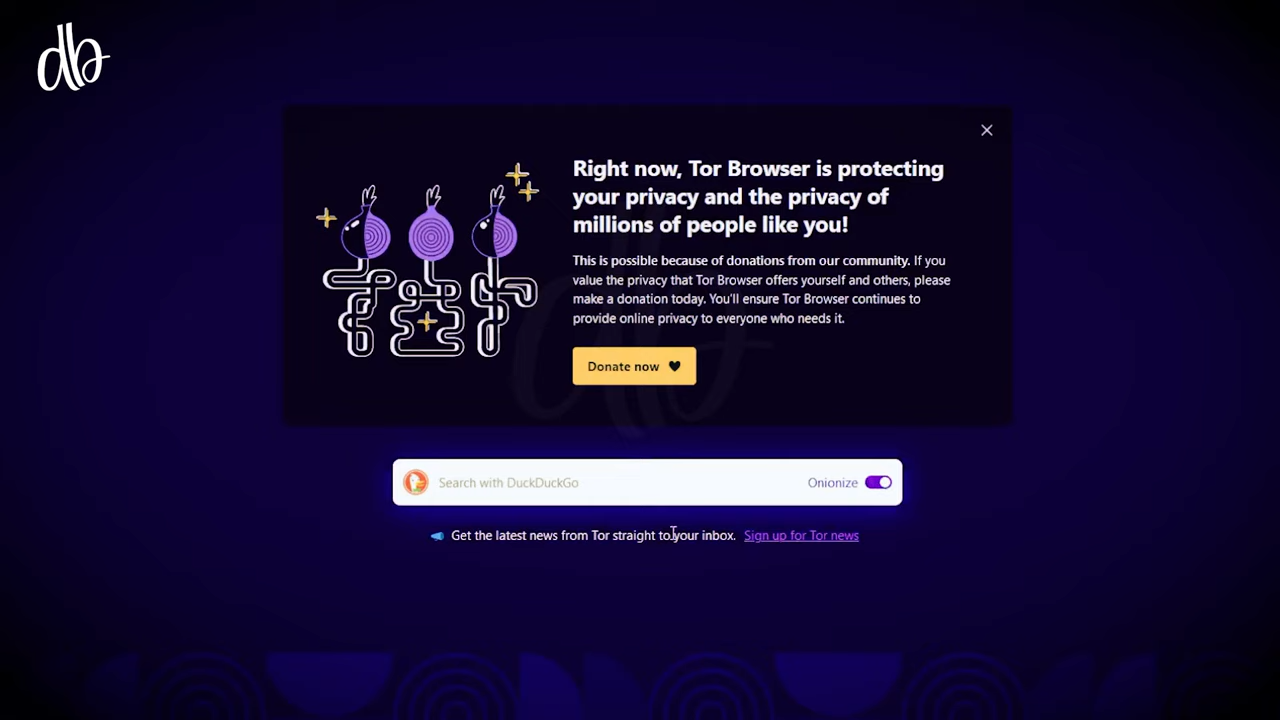 db
Right now, Tor Browser is protecting
your privacy and the privacy of
millions of people like you!
This is possible because of donations from our community. If you
value the privacy that Tor Browser offers yourself and others, please
make a donation today. You'll ensure Tor Browser continues to
provide online privacy to everyone who needs it.
Donate now
Search with DuckDuckGo Onionize
Get the latest news from Tor straight to your inbox. Sign up for Tor news